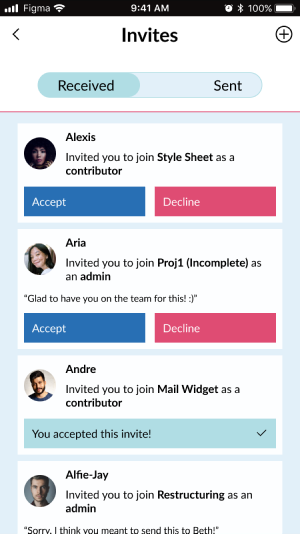 Figma 9:41 AM 100%
Invites
Received Sent
Alexis
Invited you to join Style Sheet as a
contributor
Accept Decline
Aria
Invited you to join Proj1 (Incomplete) as
an admin
“Glad to have you on the team for this! :)”
Accept Decline
Andre
Invited you to join Mail Widget as a
contributor
You accepted this invite!
Alfie-Jay
Invited you to join Restructuring as an
admin
“Sorry, I think you meant to send this to Beth!”